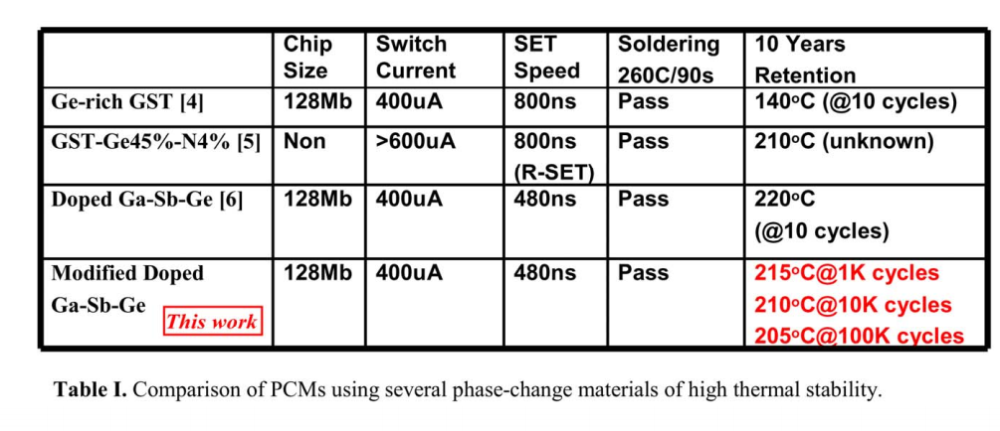 Chip Size Switch Current SET Speed Soldering 260C/90s 10 Years Retention
Ge-rich GST [4] 128Mb 400uA 800ns Pass 140ºC (@10 cycles)
GST-Ge45%-N4% [5] Non >600uA 800ns (R-SET) Pass 210ºC (unknown)
Doped Ga-Sb-Ge [6] 128Mb 400uA 480ns Pass 220ºC (@10 cycles)
Modified Doped Ga-Sb-Ge This work 128Mb 400uA 480ns Pass 215ºC@1K cycles
210ºC@10K cycles
205ºC@100K cycles
Table I. Comparison of PCMs using several phase-change materials of high thermal stability.